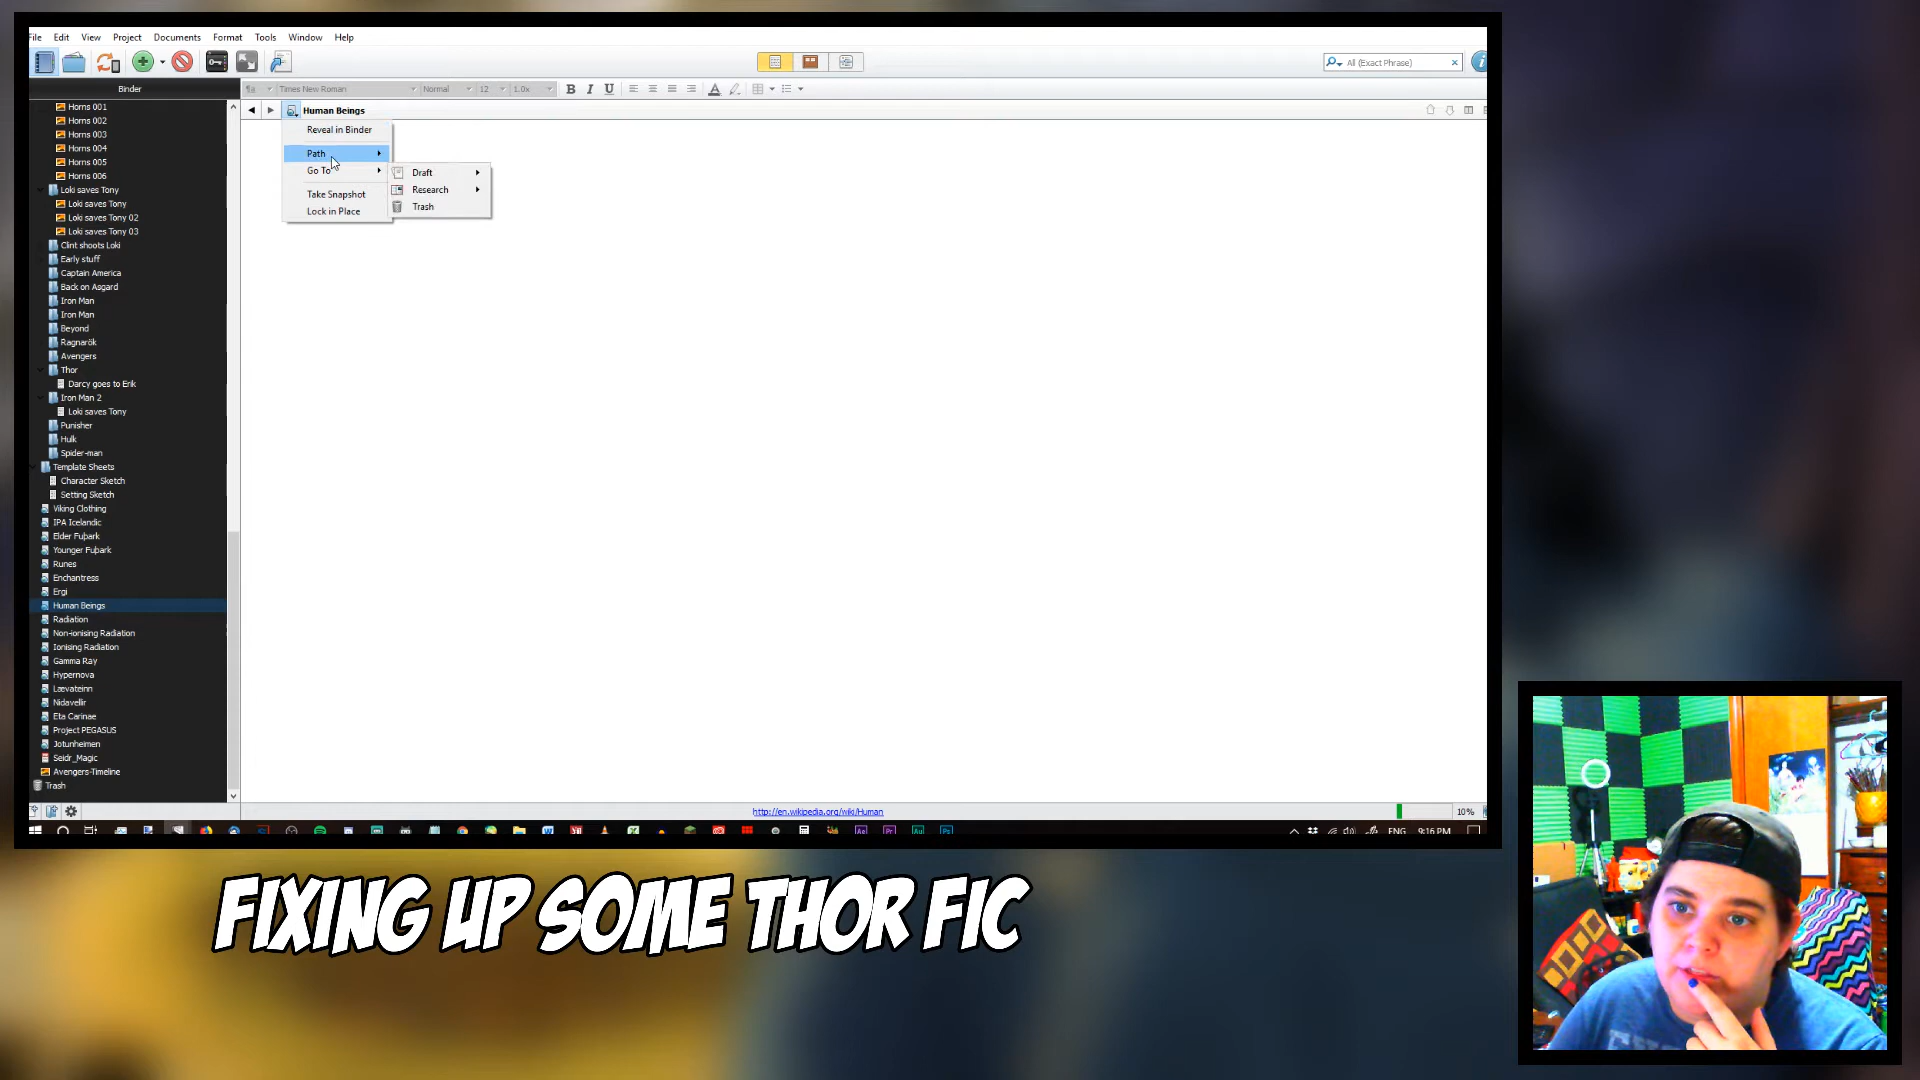 File Edit View Project Documents Format Tools Window Help
All (Exact Phrase)
Binder
Times New Roman Normal 12 1.0x B I U A
Horns 001
Horns 002
Horns 003
Horns 004
Horns 005
Horns 006
Loki saves Tony
Loki saves Tony
Loki saves Tony 02
Loki saves Tony 03
Clint shoots Loki
Early stuff
Captain America
Back on Asgard
Iron Man
Iron Man
Beyond
Ragnarök
Avengers
Thor
Darcy goes to Erik
Iron Man 2
Loki saves Tony
Punisher
Hulk
Spider-man
Template Sheets
Character Sketch
Setting Sketch
Viking Clothing
IPA Icelandic
Elder Fuþark
Younger Fuþark
Runes
Enchantress
Ergi
Human Beings
Radiation
Non-ionising Radiation
Ionising Radiation
Gamma Ray
Hypernova
Lævateinn
Nidavellir
Eta Carinae
Project PEGASUS
Jotunheimen
Seidr_Magic
Avengers-Timeline
Trash
Human Beings
Reveal in Binder
Path
Go To
Take Snapshot
Lock in Place
Draft
Research
Trash
http://en.wikipedia.org/wiki/Human
10%
ENG 9:16 PM
FIXING UP SOME THOR FIC